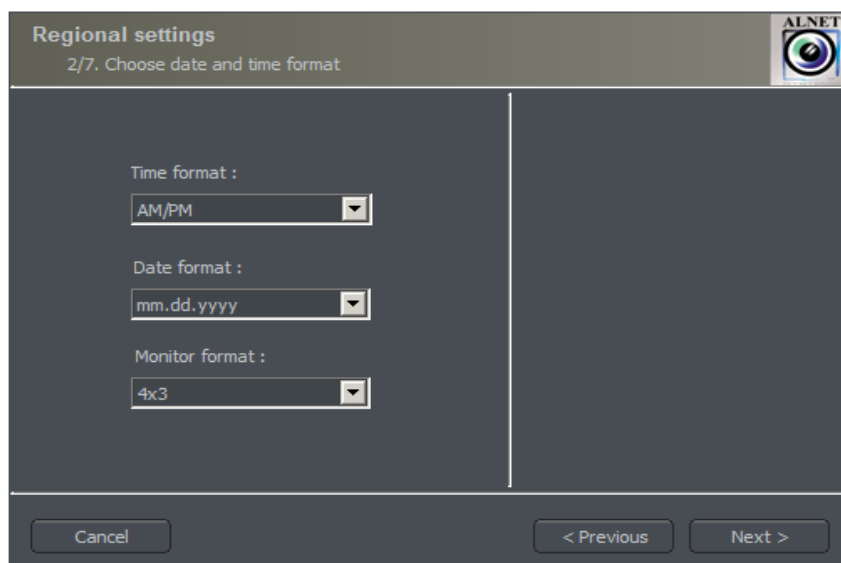 Regional settings
2/7. Choose date and time format
ALNET
Time format :
AM/PM
Date format :
mm.dd.yyyy
Monitor format :
4x3
Cancel
< Previous
Next >